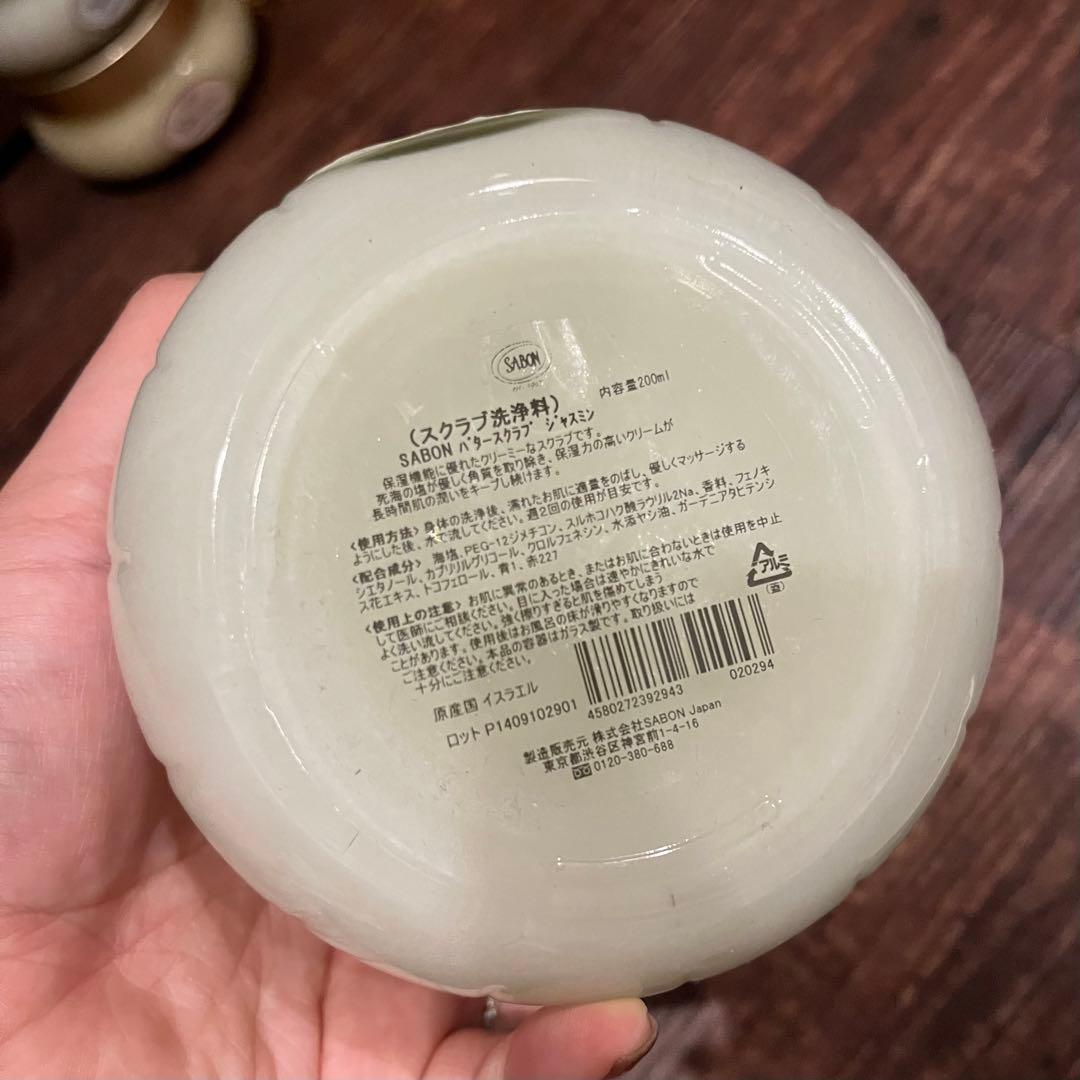 SABON
内容量200ml
(スクラブ洗浄料)
SABON バタースクラブ ジャスミン
保湿機能に優れたクリーミーなスクラブです。
死海の塩が優しく角質を取り除き、保湿力の高いクリームが
長時間肌の潤いをキープし続けます。
<使用方法> 身体の洗浄後、濡れたお肌に適量をのばし、優しくマッサージする
ようにした後、水で流してください。週2回の使用が目安です。
<配合成分> 海塩、PEG-12ジメチコン、スルホコハク酸ラウリル2Na、香料、フェノキ
シエタノール、カプリリルグリコール、クロルフェネシン、水添ヤシ油、ガーデニアタヒテンシ
ス花エキス、トコフェロール、青1、赤227
<使用上の注意> お肌に異常のあるとき、またはお肌に合わないときは使用を中止
して医師にご相談ください。目に入った場合は速やかにきれいな水で
よく洗い流してください。強く擦りすぎると肌を傷めてしまう
ことがあります。使用後はお風呂の床が滑りやすくなりますので
ご注意ください。本品の容器はガラス製です。取り扱いには
十分にご注意ください。
アルミ
原産国 イスラエル
ロット P1409102901
4580272392943
020294
製造販売元 株式会社SABON Japan
東京都渋谷区神宮前1-4-16
0120-380-688